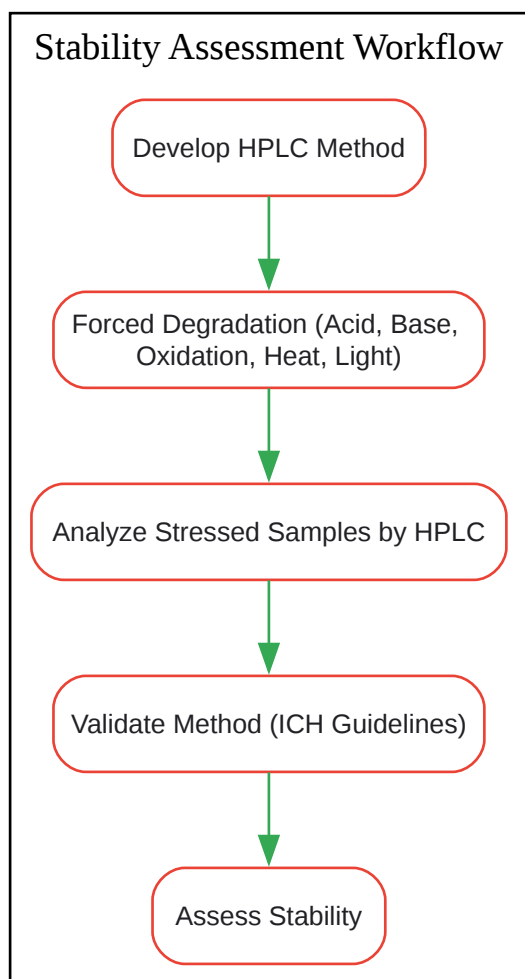 Stability Assessment Workflow
Develop HPLC Method
Forced Degradation (Acid, Base,
Oxidation, Heat, Light)
Analyze Stressed Samples by HPLC
Validate Method (ICH Guidelines)
Assess Stability